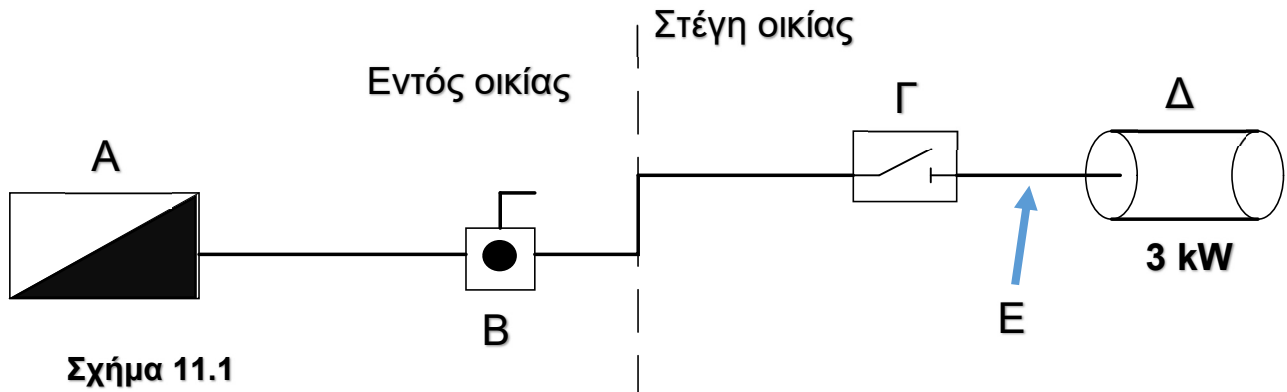 Στέγη οικίας
Εντός οικίας
Γ
Δ
Α
3 kW
Β
Ε
Σχήμα 11.1